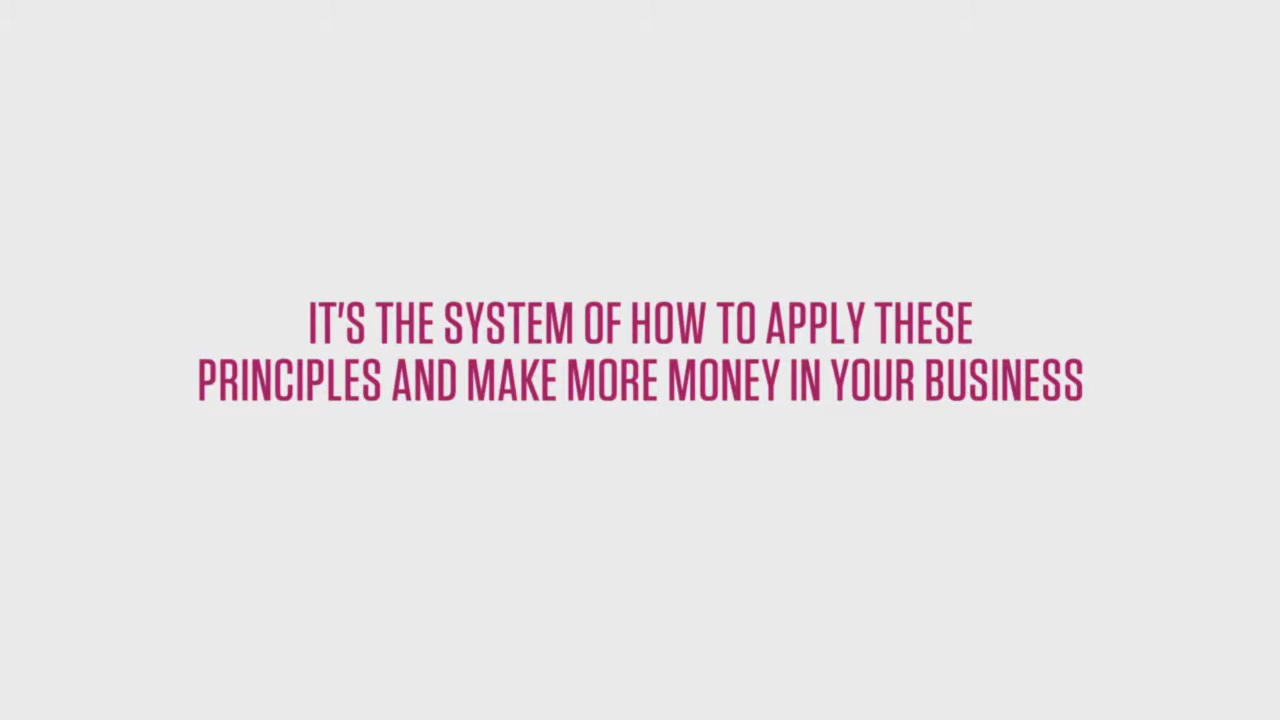 IT'S THE SYSTEM OF HOW TO APPLY THESE
PRINCIPLES AND MAKE MORE MONEY IN YOUR BUSINESS